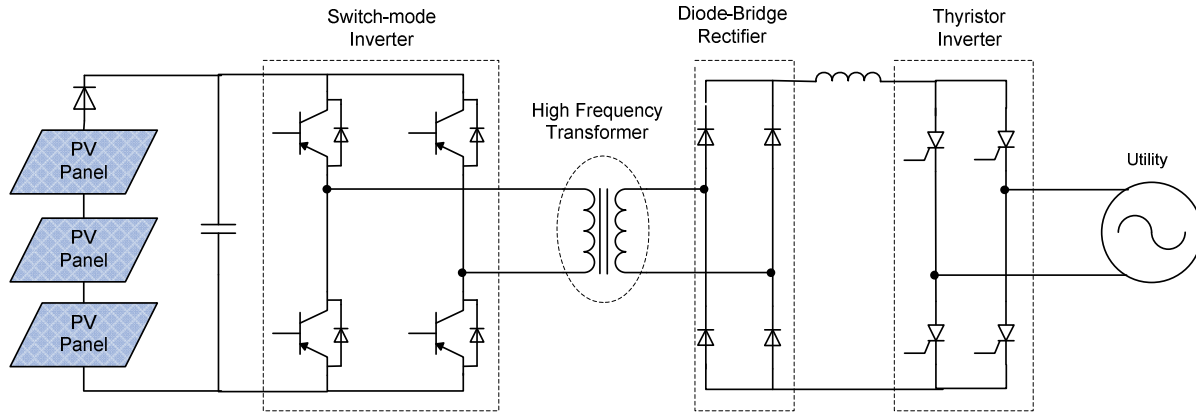 Switch-mode
Inverter
Diode-Bridge
Rectifier
Thyristor
Inverter
High Frequency
Transformer
PV
Panel
PV
Panel
PV
Panel
Utility